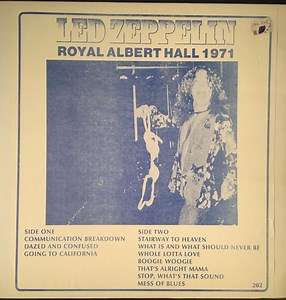 LED ZEPPELIN
ROYAL ALBERT HALL 1971
SIDE ONE
COMMUNICATION BREAKDOWN
DAZED AND CONFUSED
GOING TO CALIFORNIA
SIDE TWO
STAIRWAY TO HEAVEN
WHAT IS AND WHAT SHOULD NEVER BE
WHOLE LOTTA LOVE
BOOGIE WOOGIE
THAT'S ALRIGHT MAMA
STOP, WHAT'S THAT SOUND
MESS OF BLUES
202